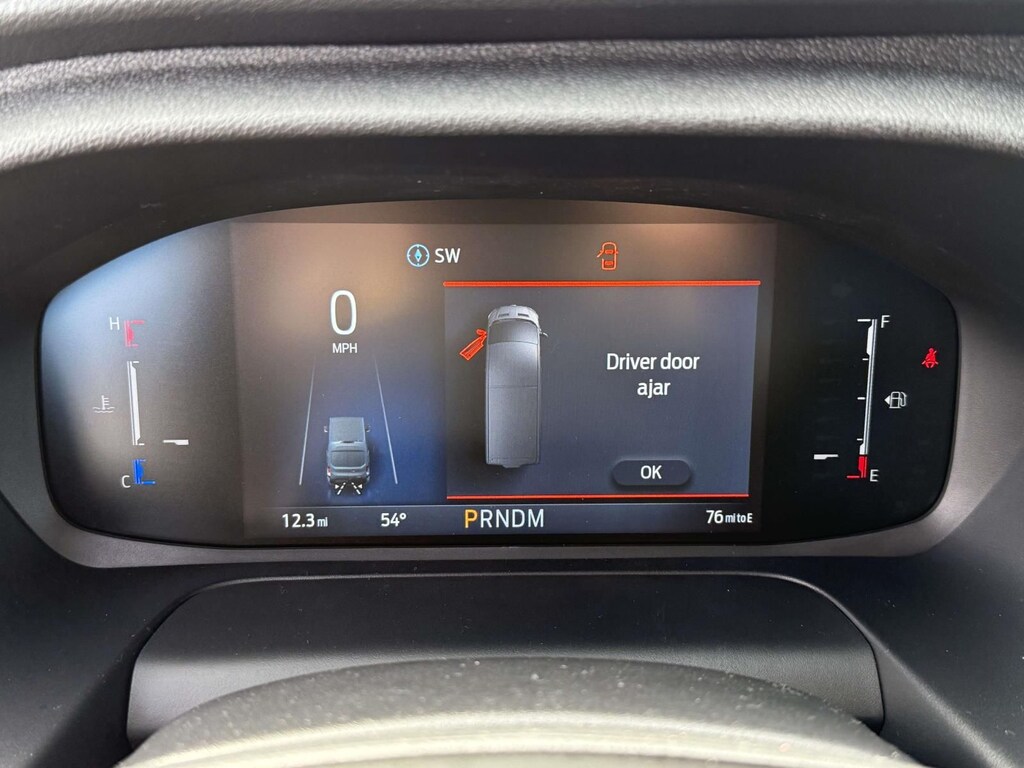 SW
0
MPH
H
C
Driver door
ajar
OK
F
E
12.3 mi 54° PRNDM 76 mi to E